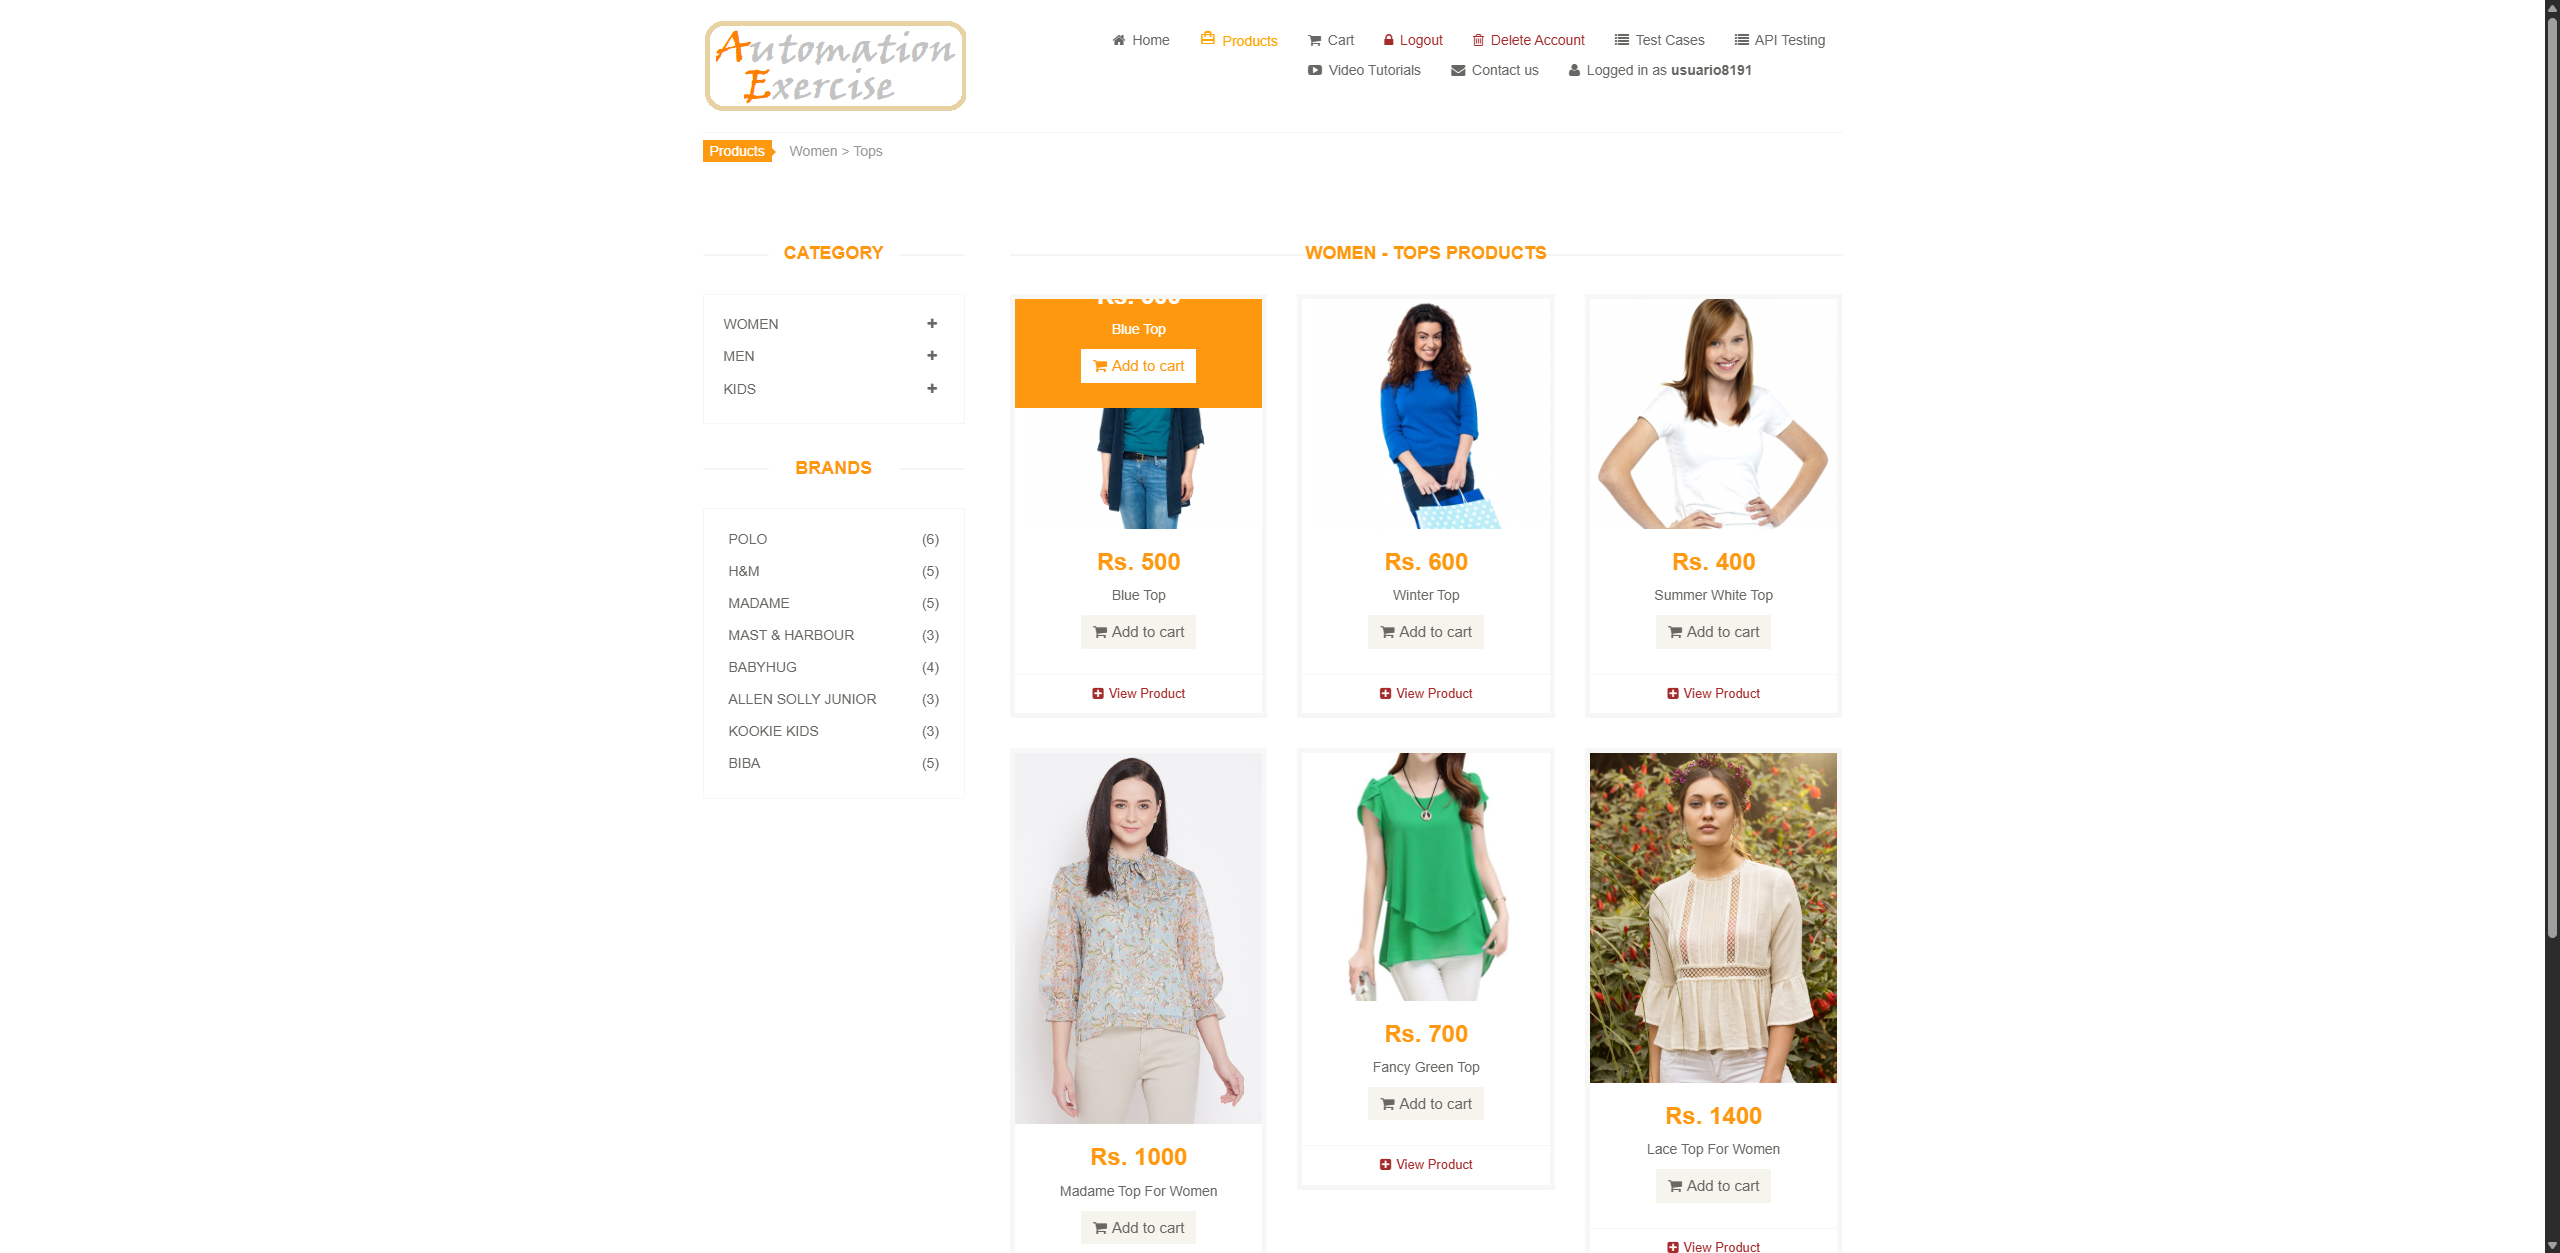 Automation
Exercise
Home
Products
Cart
Logout
Delete Account
Test Cases
API Testing
Video Tutorials
Contact us
Logged in as usuario8191
Products
Women > Tops
CATEGORY
WOMEN
MEN
KIDS
BRANDS
POLO (6)
H&M (5)
MADAME (5)
MAST & HARBOUR (3)
BABYHUG (4)
ALLEN SOLLY JUNIOR (3)
KOOKIE KIDS (3)
BIBA (5)
WOMEN - TOPS PRODUCTS
Blue Top
Add to cart
Rs. 500
Blue Top
Add to cart
View Product
Rs. 600
Winter Top
Add to cart
View Product
Rs. 400
Summer White Top
Add to cart
View Product
Rs. 1000
Madame Top For Women
Add to cart
Rs. 700
Fancy Green Top
Add to cart
View Product
Rs. 1400
Lace Top For Women
Add to cart
View Product